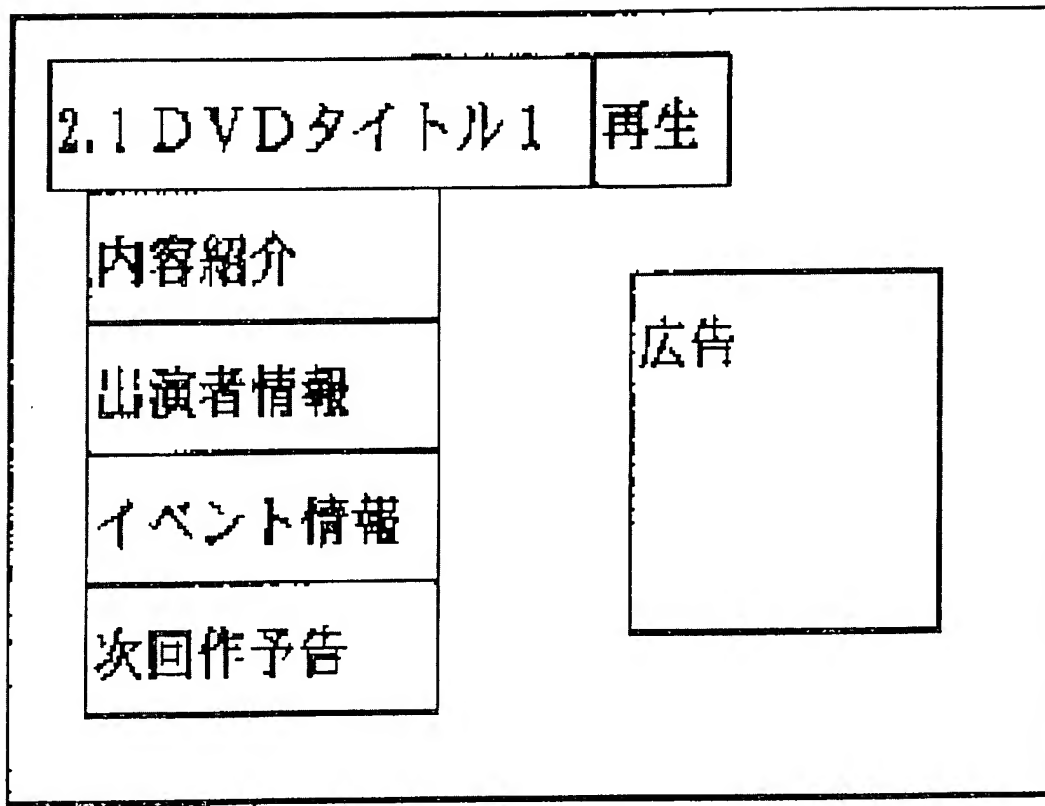 2.1 DVDタイトル1 再生
内容紹介
出演者情報
イベント情報
次回作予告
広告